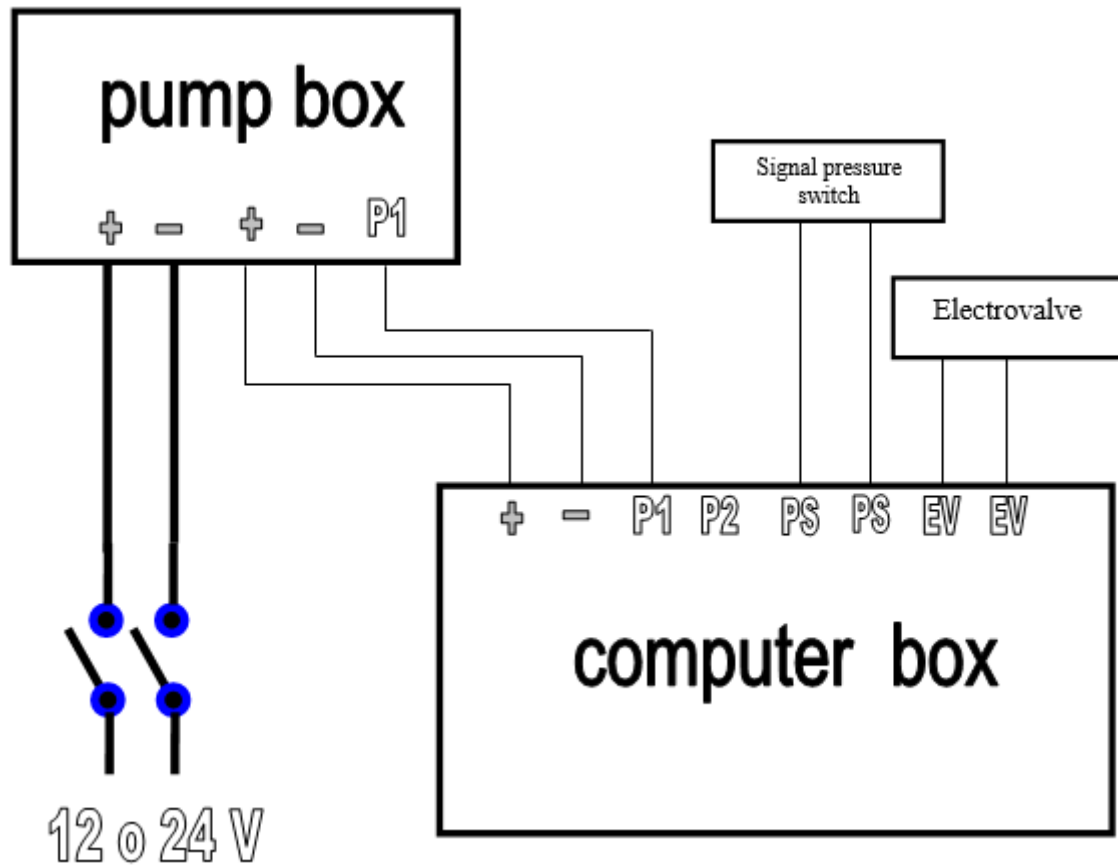 pump box
+ - + - P1
Signal pressure
switch
Electrovalve
+ - P1 P2 PS PS EV EV
computer box
12 o 24 V